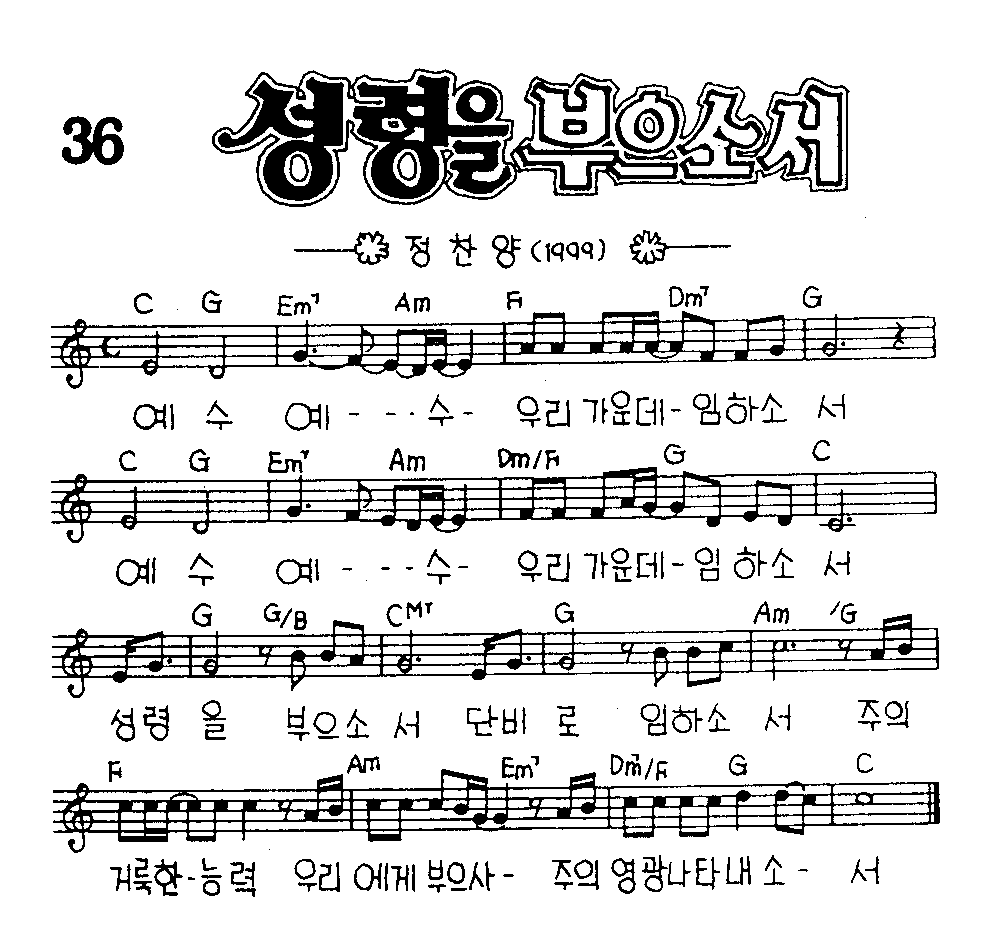 36
성령을 부으소서
정 찬 양 (1999)
C G Em7 Am F Dm7 G
예 수 예 - - - 수 - 우리 가운데 - 임하소 서
C G Em7 Am Dm/F G C
예 수 예 - - - 수 - 우리 가운데 - 임 하소 서
G G/B CM7 G Am /G
성령 을 부으소 서 단비 로 임하소 서 주의
F Am Em7 Dm7/F G C
거룩한 - 능력 우리 에게 부으사 - 주의 영광나타내 소 - 서